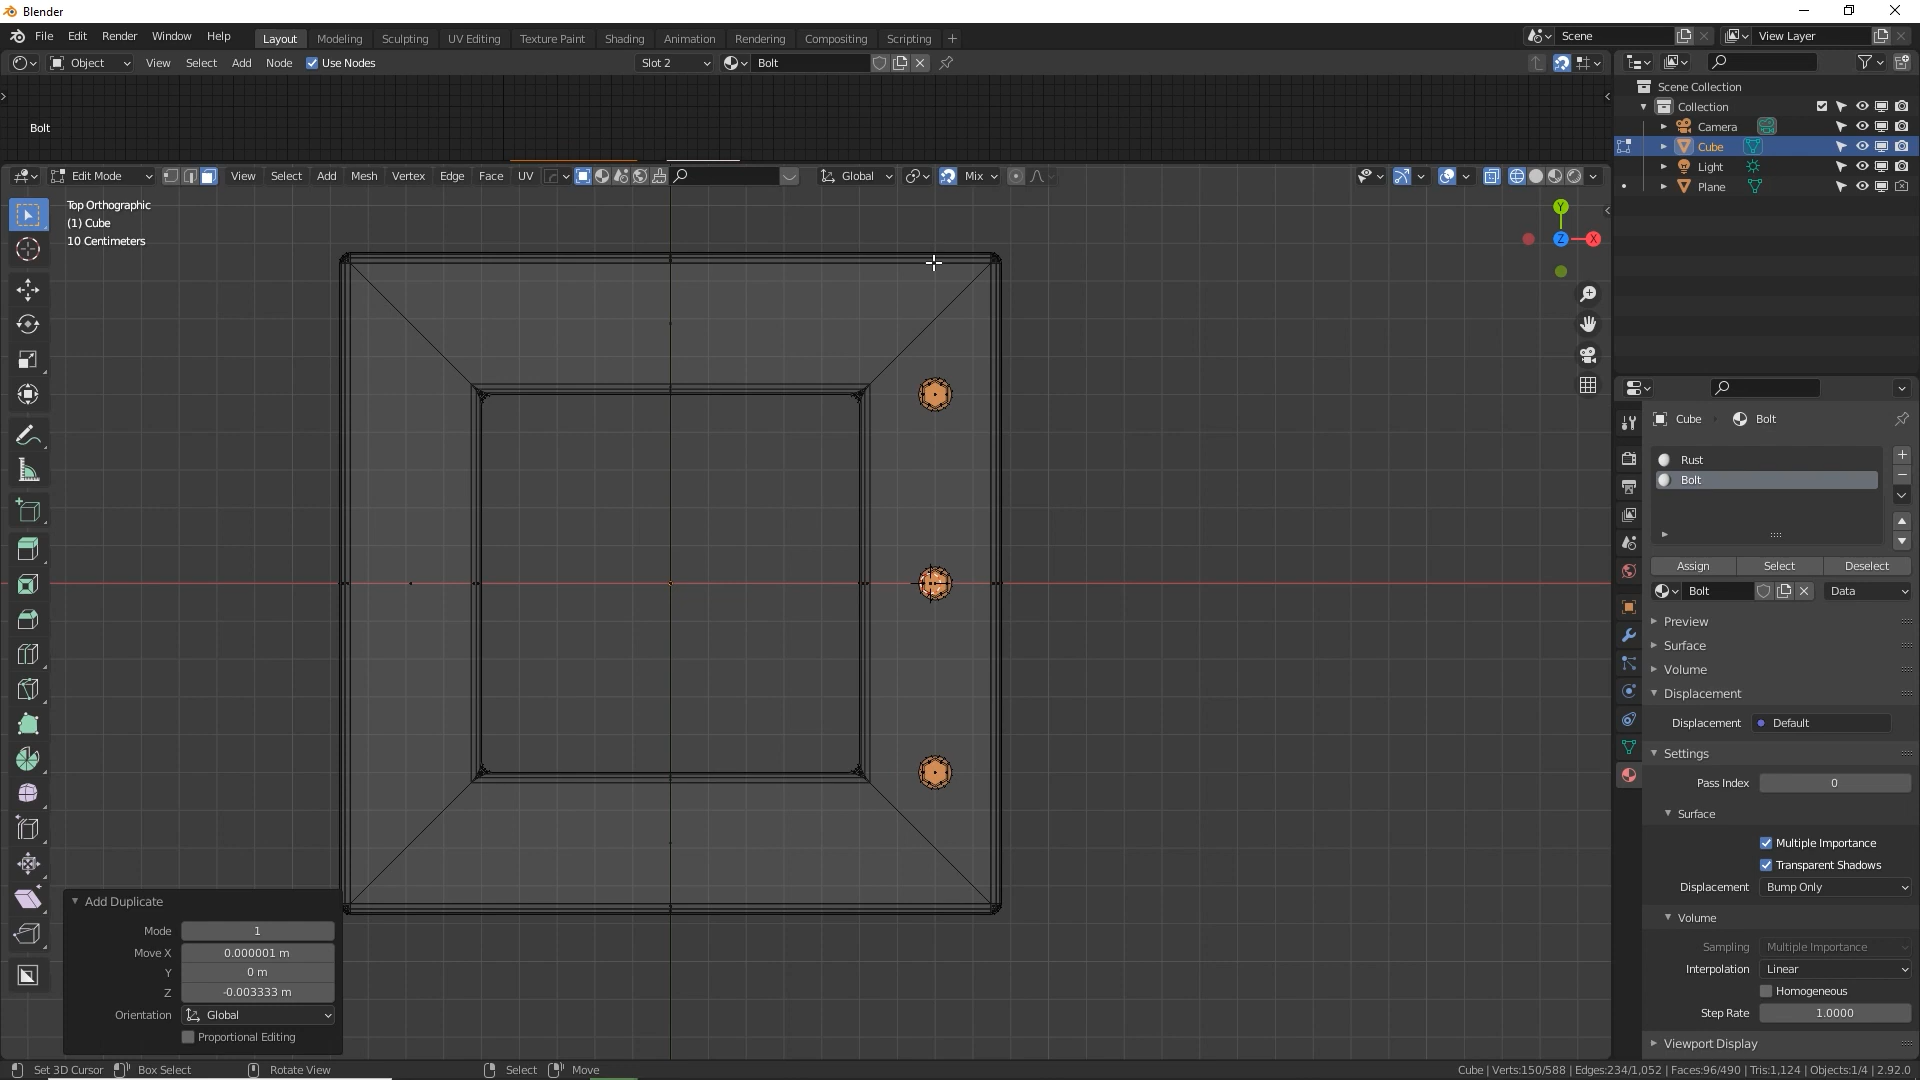 Blender
File Edit Render Window Help Layout Modeling Sculpting UV Editing Texture Paint Shading Animation Rendering Compositing Scripting + Scene View Layer
Object View Select Add Node Use Nodes Slot 2 Bolt
Bolt
Scene Collection
Collection
Camera
Cube
Light
Plane
Edit Mode View Select Add Mesh Vertex Edge Face UV Global Mix
Top Orthographic
(1) Cube
10 Centimeters
Y
Z
X
Cube Bolt
Rust
Bolt
Assign Select Deselect
Bolt Data
Preview
Surface
Volume
Displacement
Displacement Default
Settings
Pass Index 0
Surface
Multiple Importance
Transparent Shadows
Displacement Bump Only
Volume
Sampling Multiple Importance
Interpolation Linear
Homogeneous
Step Rate 1.0000
Viewport Display
Add Duplicate
Mode 1
Move X 0.000001 m
Y 0 m
Z -0.003333 m
Orientation Global
Proportional Editing
Set 3D Cursor Box Select Rotate View Select Move Cube | Verts:150/588 | Edges:234/1,052 | Faces:96/490 | Tris:1,124 | Objects:1/4 | 2.92.0